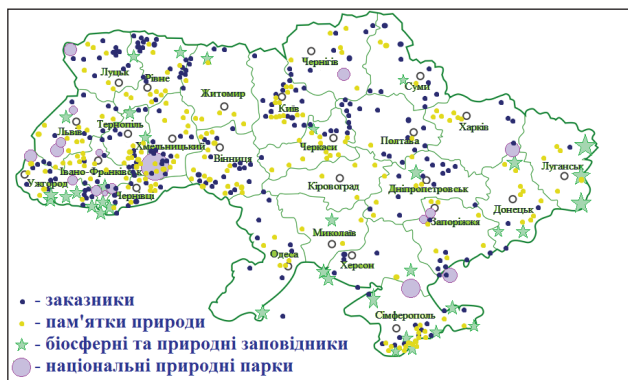 Чернігів
Луцьк
Рівне
Суми
Житомир
Київ
Львів
Тернопіль
Харків
Хмельницький
Полтава
Черкаси
Вінниця
Івано-Франківськ
Луганськ
Ужгород
Кіровоград
Дніпропетровськ
Чернівці
Донецьк
Запоріжжя
Миколаїв
Одеса
Херсон
Сімферополь
- заказники
- пам'ятки природи
- біосферні та природні заповідники
- національні природні парки